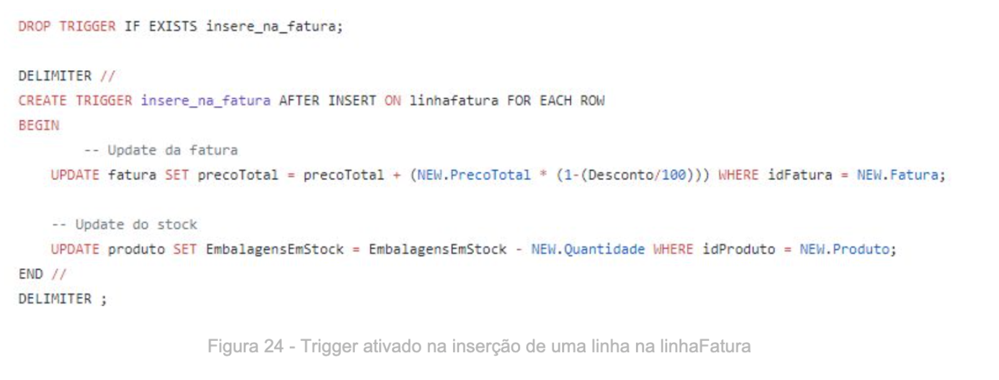 DROP TRIGGER IF EXISTS insere_na_fatura;
DELIMITER //
CREATE TRIGGER insere_na_fatura AFTER INSERT ON linhafatura FOR EACH ROW
BEGIN
-- Update da fatura
UPDATE fatura SET precoTotal = precoTotal + (NEW.PrecoTotal * (1-(Desconto/100))) WHERE idFatura = NEW.Fatura;
-- Update do stock
UPDATE produto SET EmbalagensEmStock = EmbalagensEmStock - NEW.Quantidade WHERE idProduto = NEW.Produto;
END //
DELIMITER ;
Figura 24 - Trigger ativado na inserção de uma linha na linhaFatura